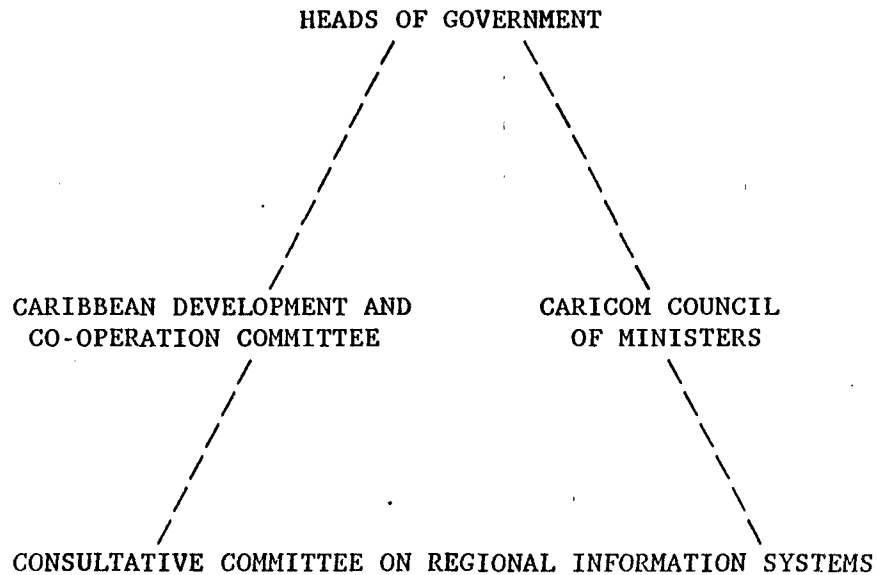 HEADS OF GOVERNMENT
CARIBBEAN DEVELOPMENT AND
CO-OPERATION COMMITTEE
CARICOM COUNCIL
OF MINISTERS
CONSULTATIVE COMMITTEE ON REGIONAL INFORMATION SYSTEMS